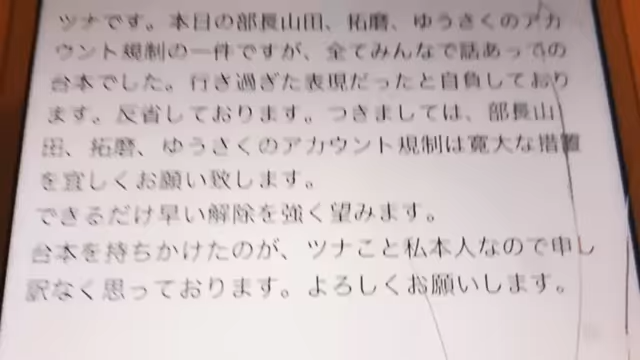 ツナです。本日の部長山田、拓磨、ゆうさくのアカ
ウント規制の一件ですが、全てみんなで話あっての
台本でした。行き過ぎた表現だったと自負しており
ます。反省しております。つきましては、部長山
田、拓磨、ゆうさくのアカウント規制は寛大な措置
を宜しくお願い致します。
できるだけ早い解除を強く望みます。
台本を持ちかけたのが、ツナこと私本人なので申し
訳なく思っております。よろしくお願いします。